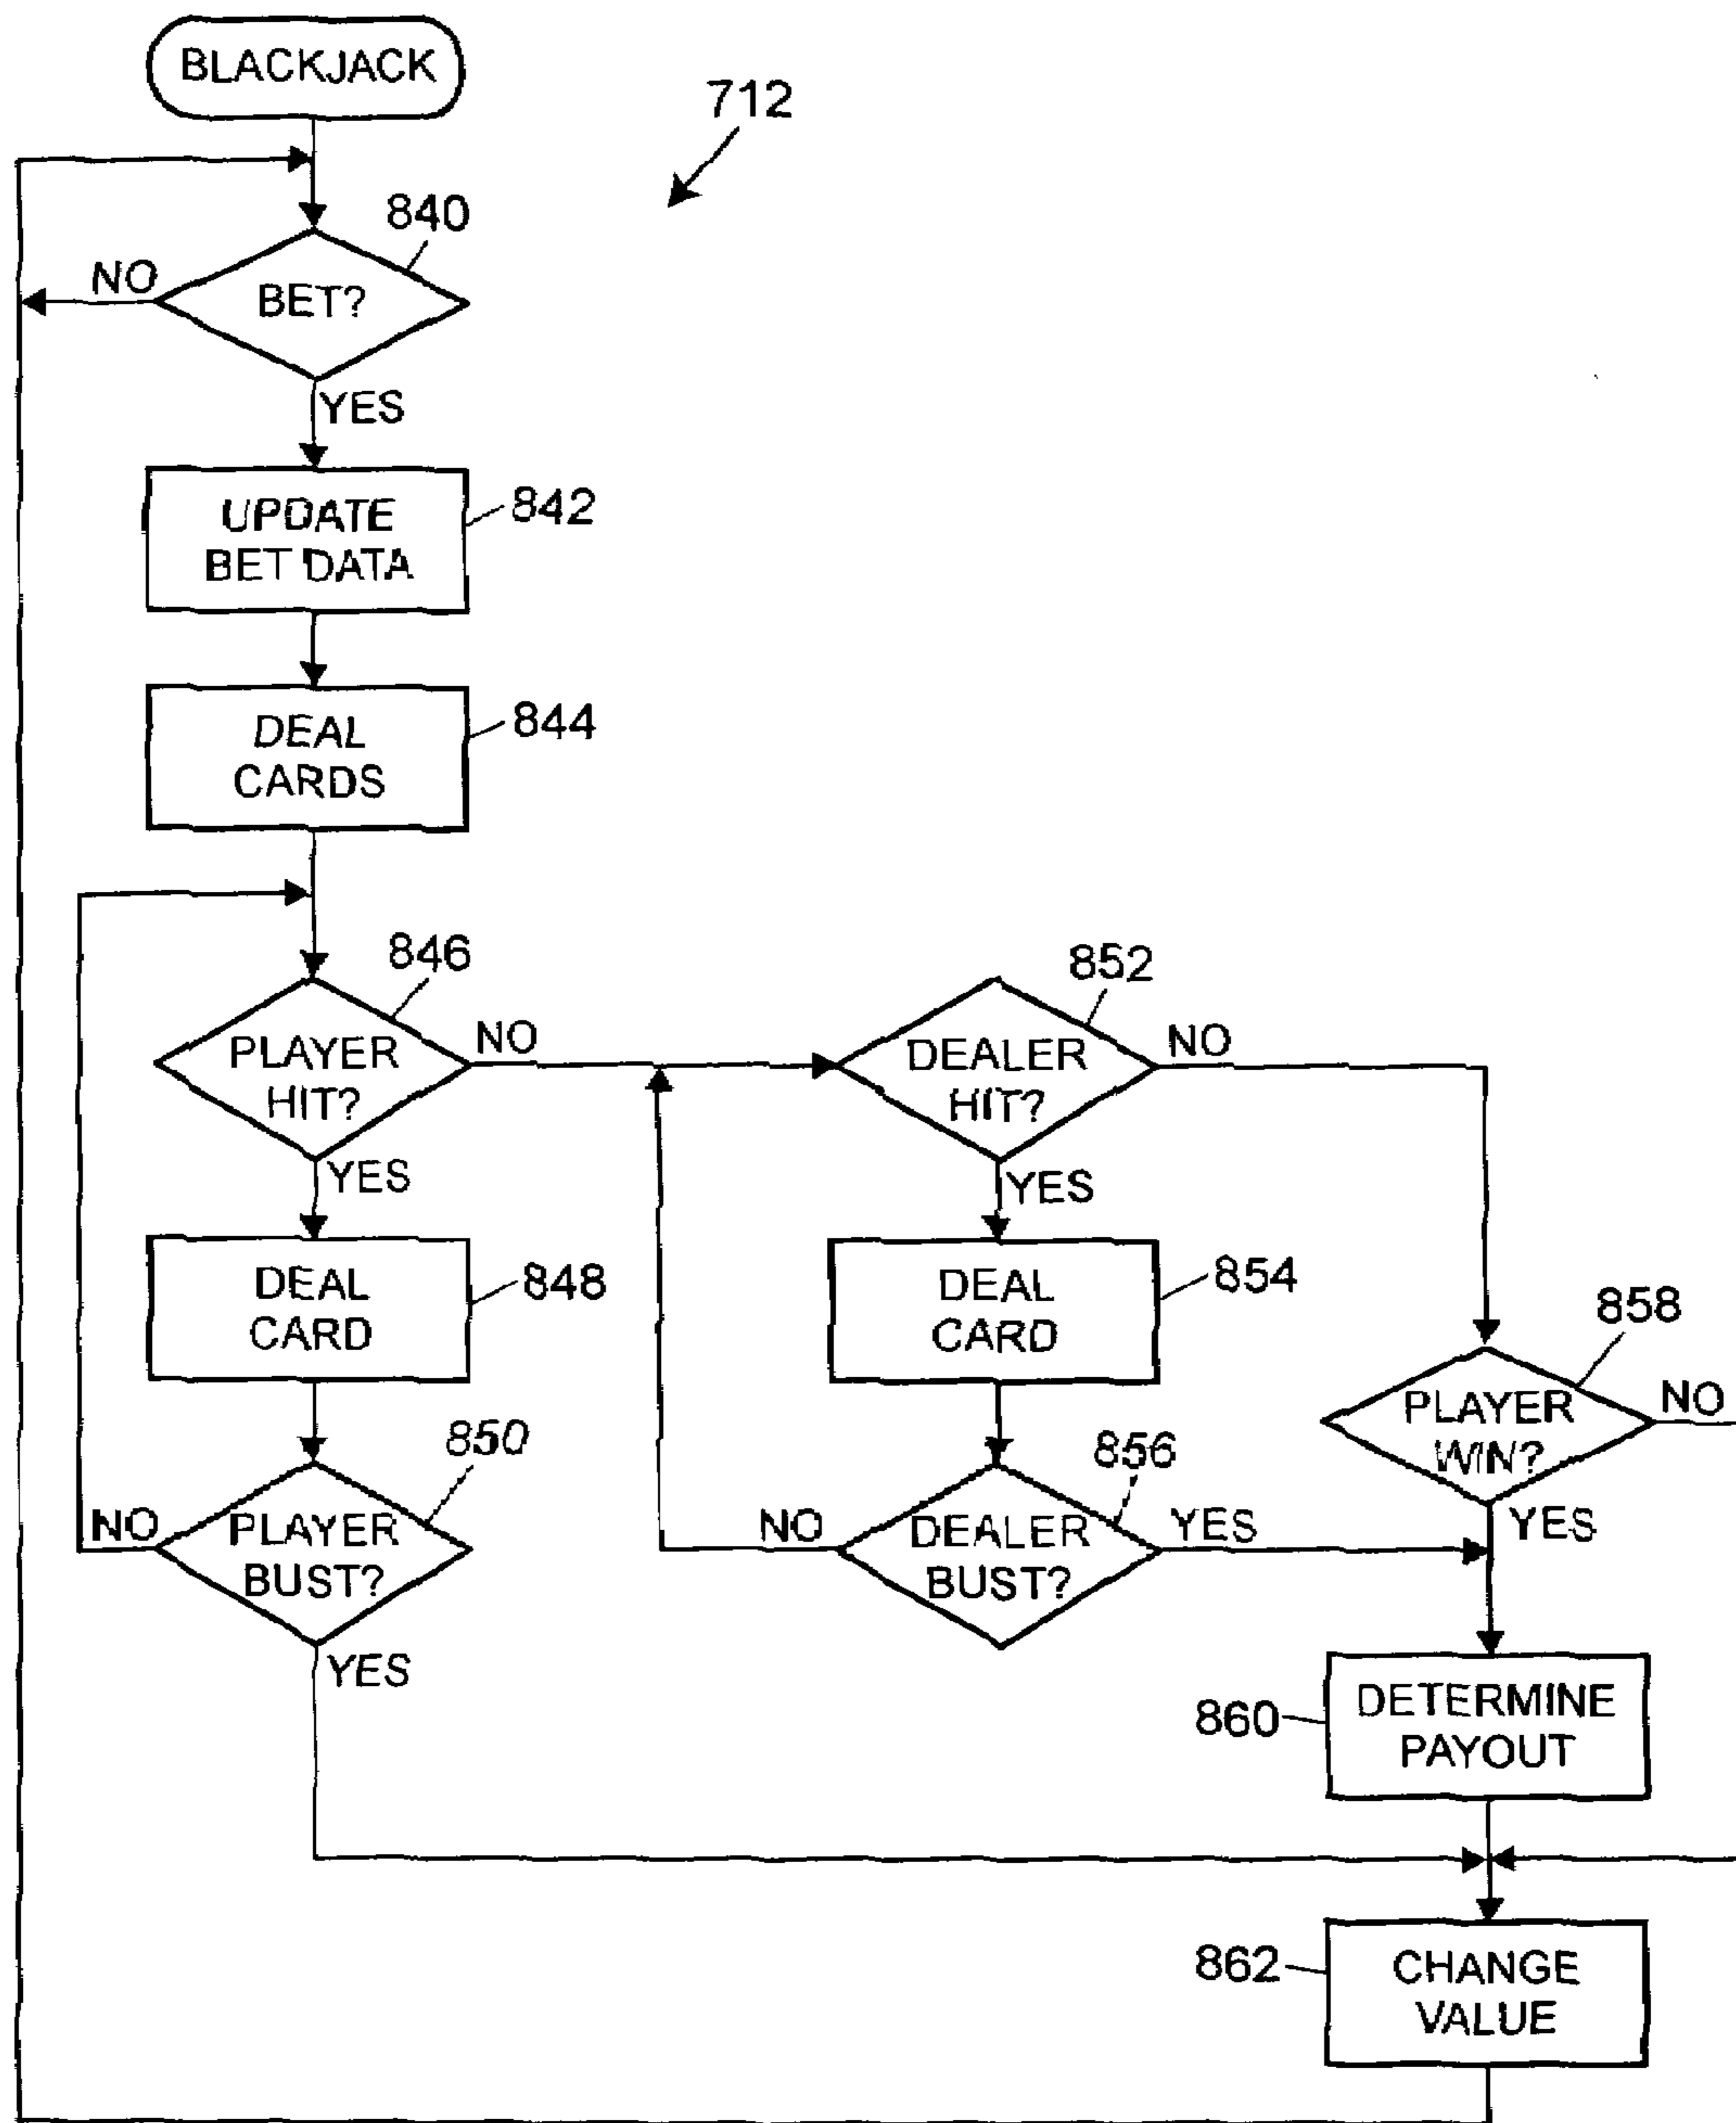 BLACKJACK
712
840
NO
BET?
YES
UPDATE
BET DATA
842
DEAL
CARDS
844
846
PLAYER
HIT?
NO
YES
852
DEALER
HIT?
NO
YES
DEAL
CARD
848
DEAL
CARD
854
858
PLAYER
WIN?
NO
YES
850
NO
PLAYER
BUST?
YES
856
NO
DEALER
BUST?
YES
860
DETERMINE
PAYOUT
862
CHANGE
VALUE